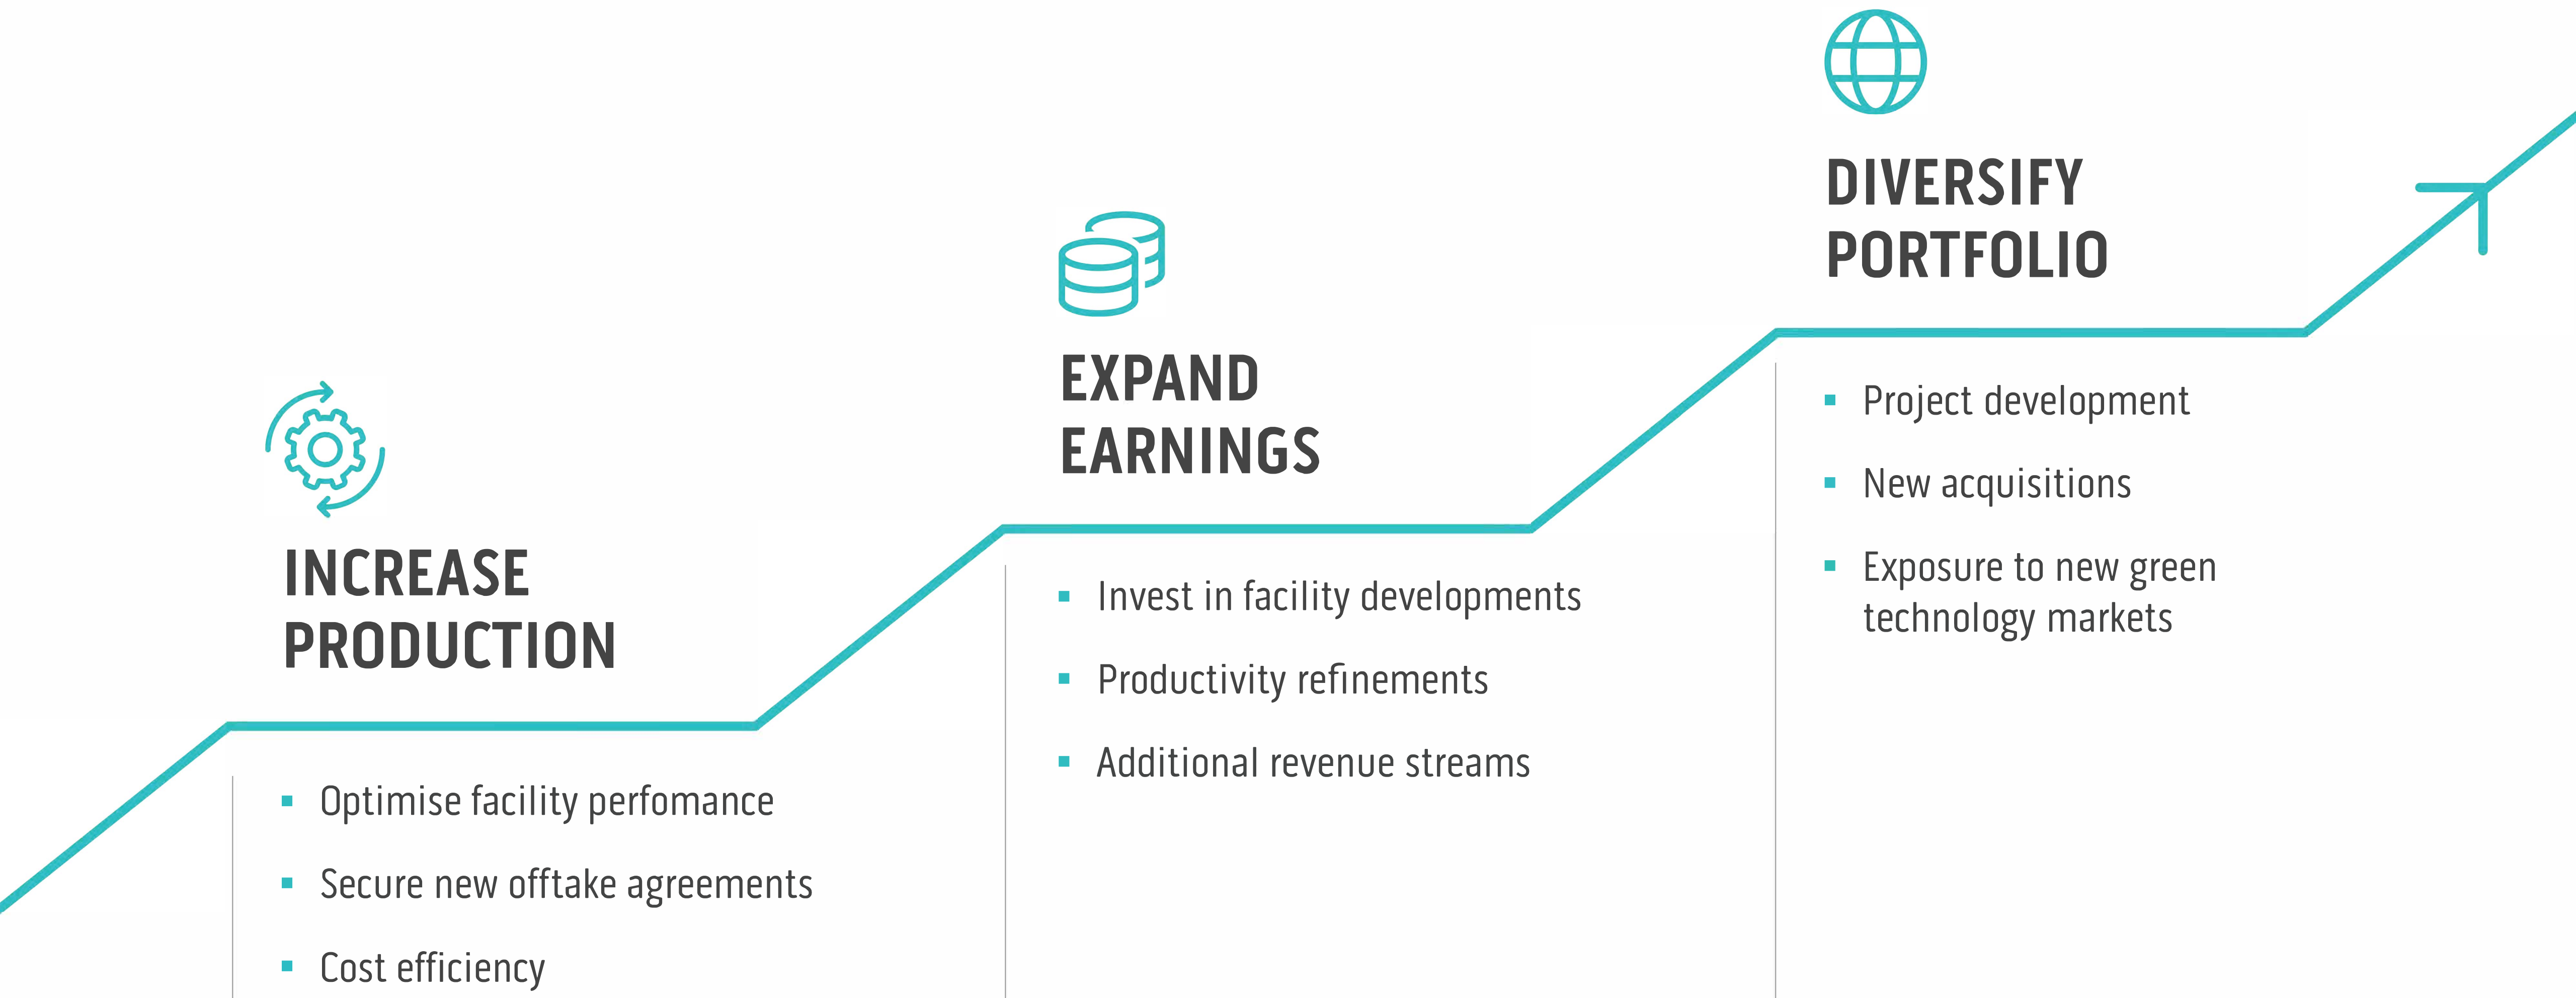 INCREASE
PRODUCTION
Optimise facility perfomance
Secure new offtake agreements
Cost efficiency
EXPAND
EARNINGS
Invest in facility developments
Productivity refinements
Additional revenue streams
DIVERSIFY
PORTFOLIO
Project development
New acquisitions
Exposure to new green
technology markets